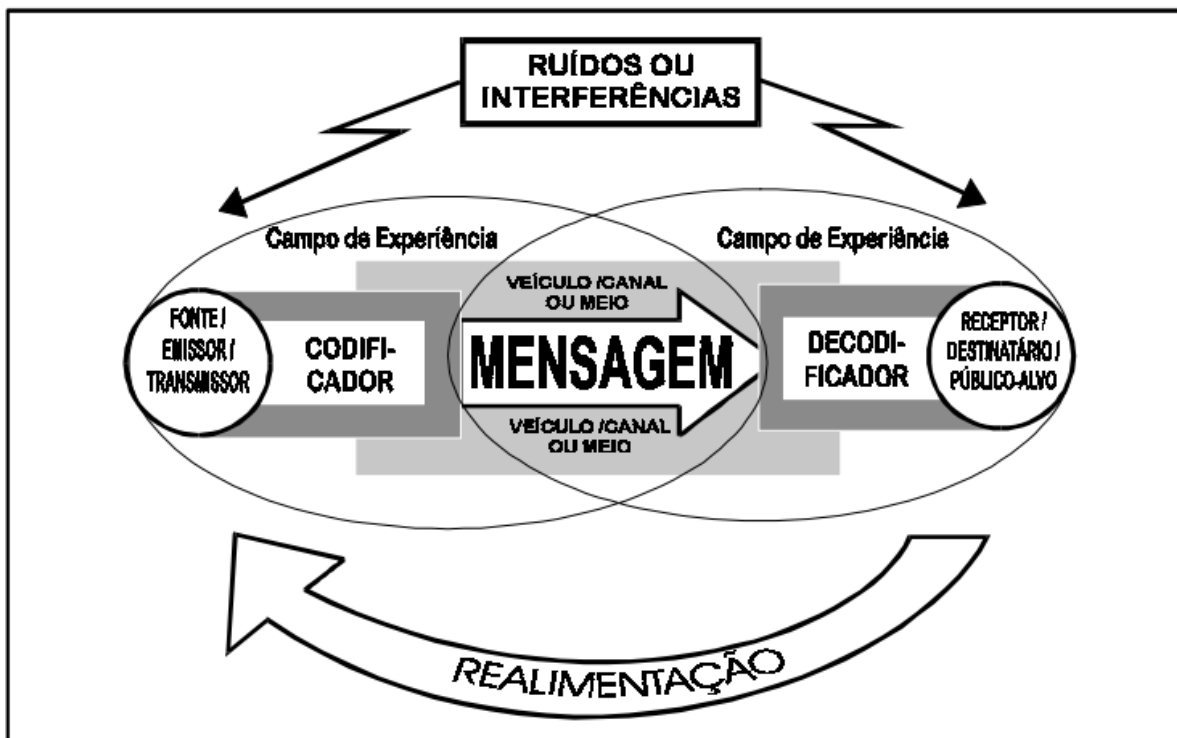 RUÍDOS OU
INTERFERÊNCIAS
Campo de Experiência
Campo de Experiência
FONTE /
EMISSOR /
TRANSMISSOR
CODIFI-
CADOR
VEÍCULO /CANAL
OU MEIO
MENSAGEM
VEÍCULO /CANAL
OU MEIO
DECODI-
FICADOR
RECEPTOR /
DESTINATÁRIO /
PÚBLICO-ALVO
REALIMENTAÇÃO